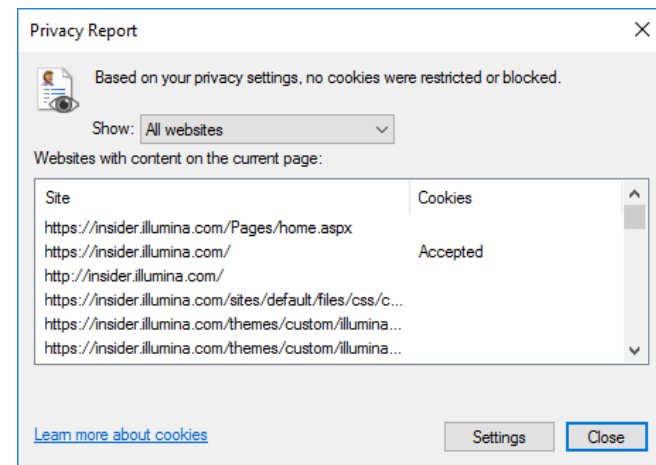 Privacy Report
Based on your privacy settings, no cookies were restricted or blocked.
Show: All websites
Websites with content on the current page:
Site Cookies
https://insider.illumina.com/Pages/home.aspx
https://insider.illumina.com/ Accepted
http://insider.illumina.com/
https://insider.illumina.com/sites/default/files/css/c...
https://insider.illumina.com/themes/custom/illumina...
https://insider.illumina.com/themes/custom/illumina...
Learn more about cookies Settings Close